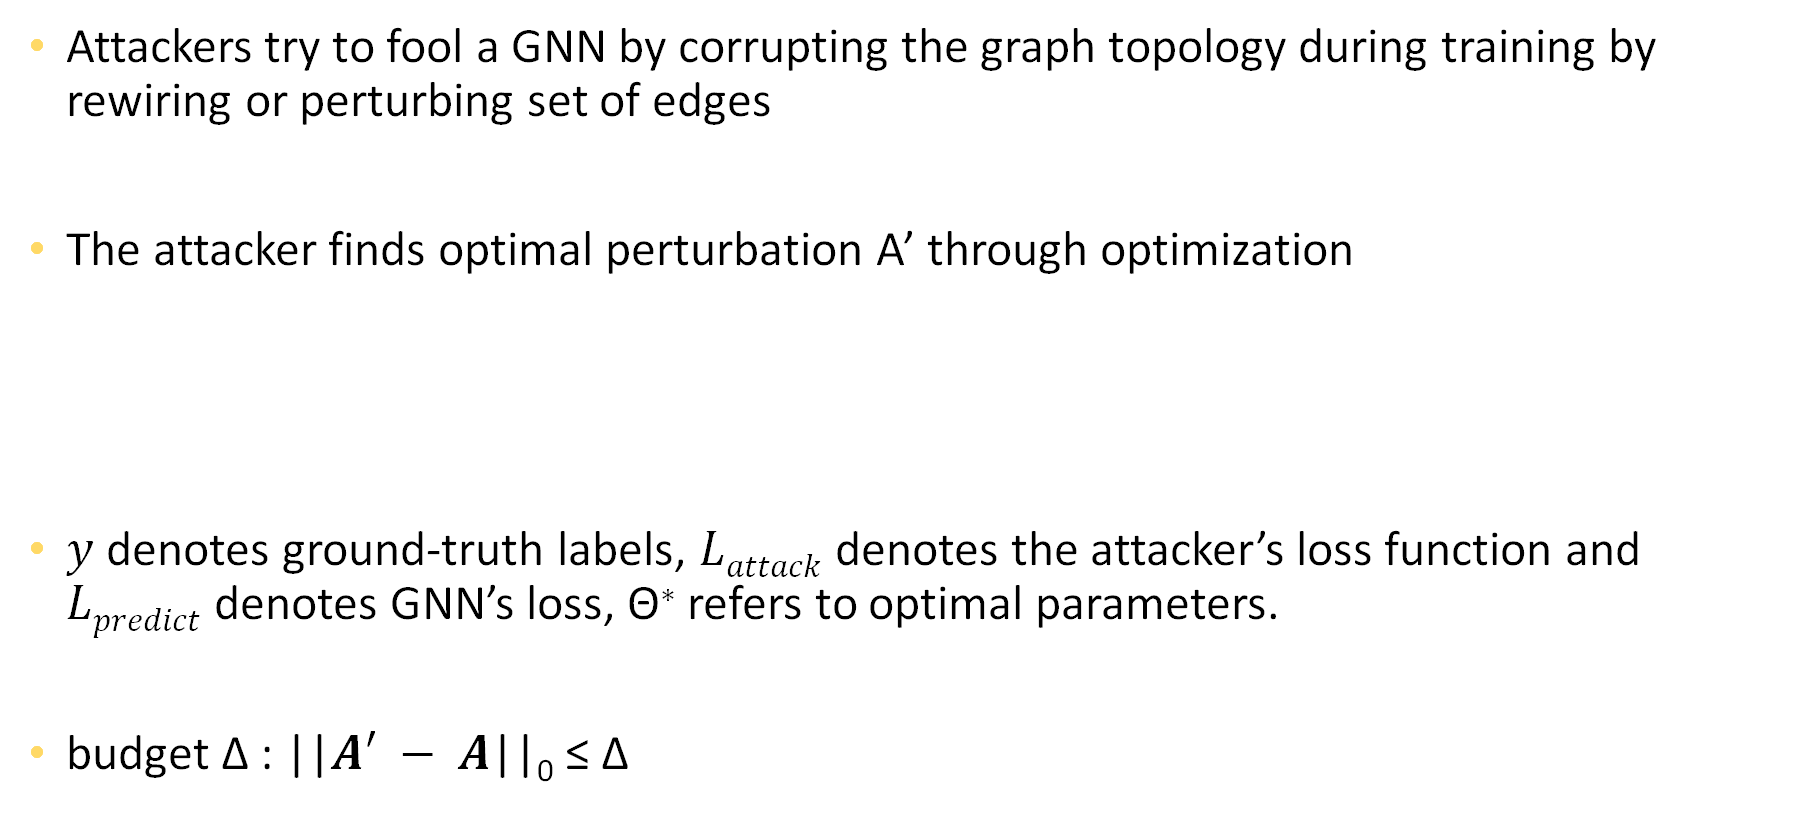 • Attackers try to fool a GNN by corrupting the graph topology during training by
rewiring or perturbing set of edges
• The attacker finds optimal perturbation A’ through optimization
• 𝑦 denotes ground-truth labels, 𝐿_𝑎𝑡𝑡𝑎𝑐𝑘 denotes the attacker’s loss function and
𝐿_𝑝𝑟𝑒𝑑𝑖𝑐𝑡 denotes GNN’s loss, Θ* refers to optimal parameters.
• budget Δ : ||𝑨′ − 𝑨||₀ ≤ Δ